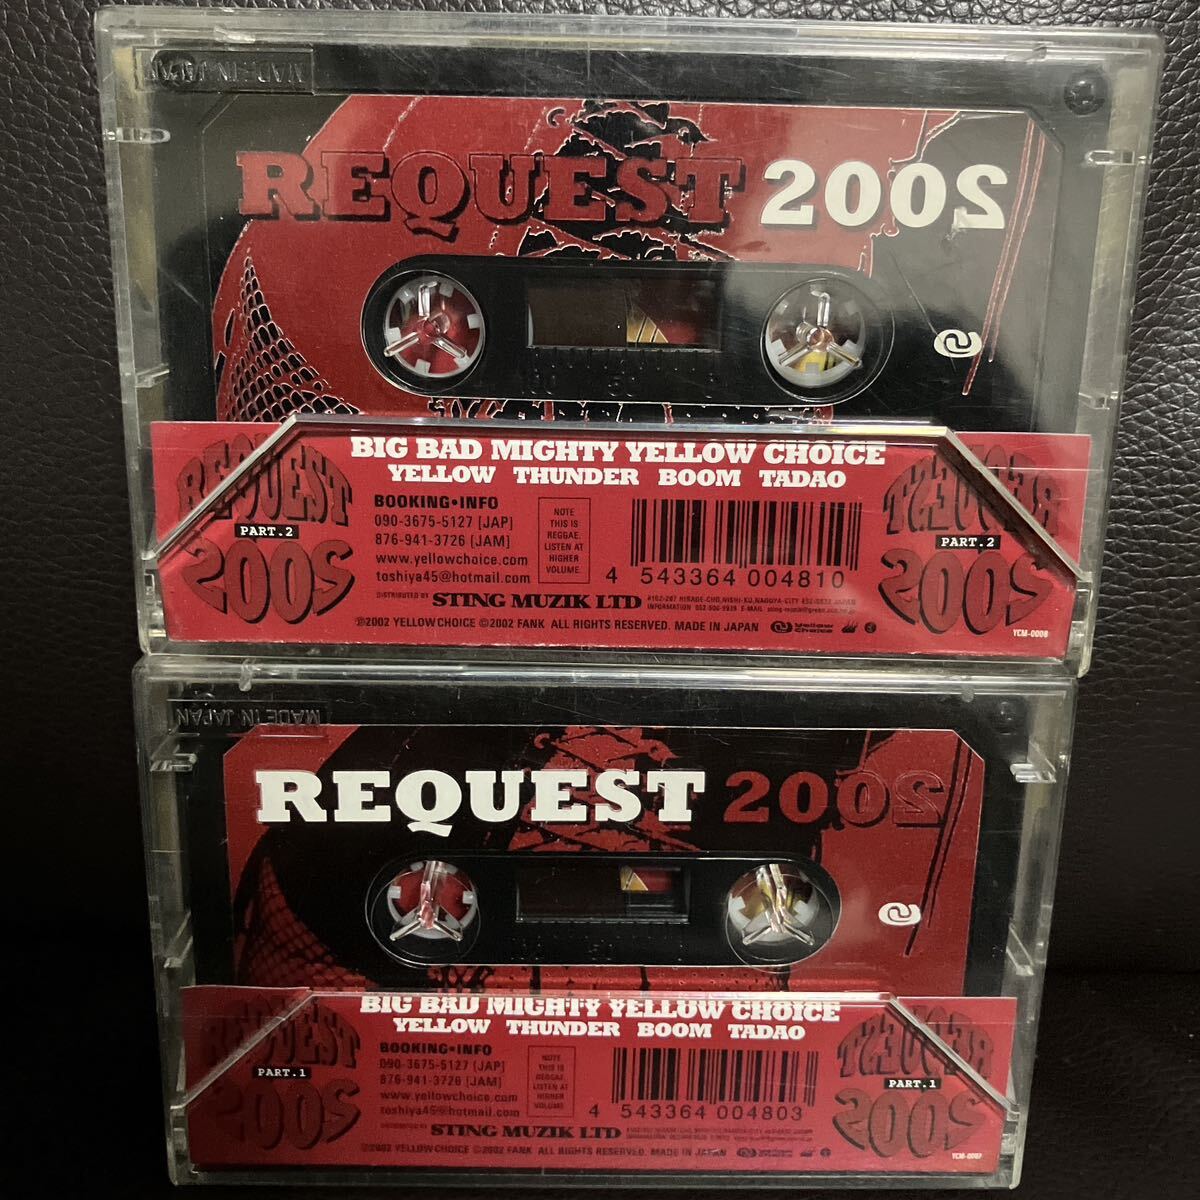 MADE IN JAPAN
REQUEST 2002
BIG BAD MIGHTY YELLOW CHOICE
YELLOW THUNDER BOOM TADAO
REQUEST
PART.2
2002
BOOKING•INFO
090-3675-5127 [JAP]
876-941-3726 [JAM]
www.yellowchoice.com
toshiya45@hotmail.com
NOTE
THIS IS
REGGAE.
LISTEN AT
HIGHER
VOLUME.
4 543364 004810
REQUEST
PART.2
2002
DISTRIBUTED BY STING MUZIK LTD
℗2002 YELLOWCHOICE ©2002 FANK ALL RIGHTS RESERVED. MADE IN JAPAN
Yellow Choice
YCM-0008
MADE IN JAPAN
REQUEST 2002
BIG BAD MIGHTY YELLOW CHOICE
YELLOW THUNDER BOOM TADAO
REQUEST
PART.1
2002
BOOKING•INFO
090-3675-5127 [JAP]
876-941-3726 [JAM]
www.yellowchoice.com
toshiya45@hotmail.com
NOTE
THIS IS
REGGAE.
LISTEN AT
HIGHER
VOLUME.
4 543364 004803
REQUEST
PART.1
2002
DISTRIBUTED BY STING MUZIK LTD
℗2002 YELLOWCHOICE ©2002 FANK ALL RIGHTS RESERVED. MADE IN JAPAN
YCM-0007